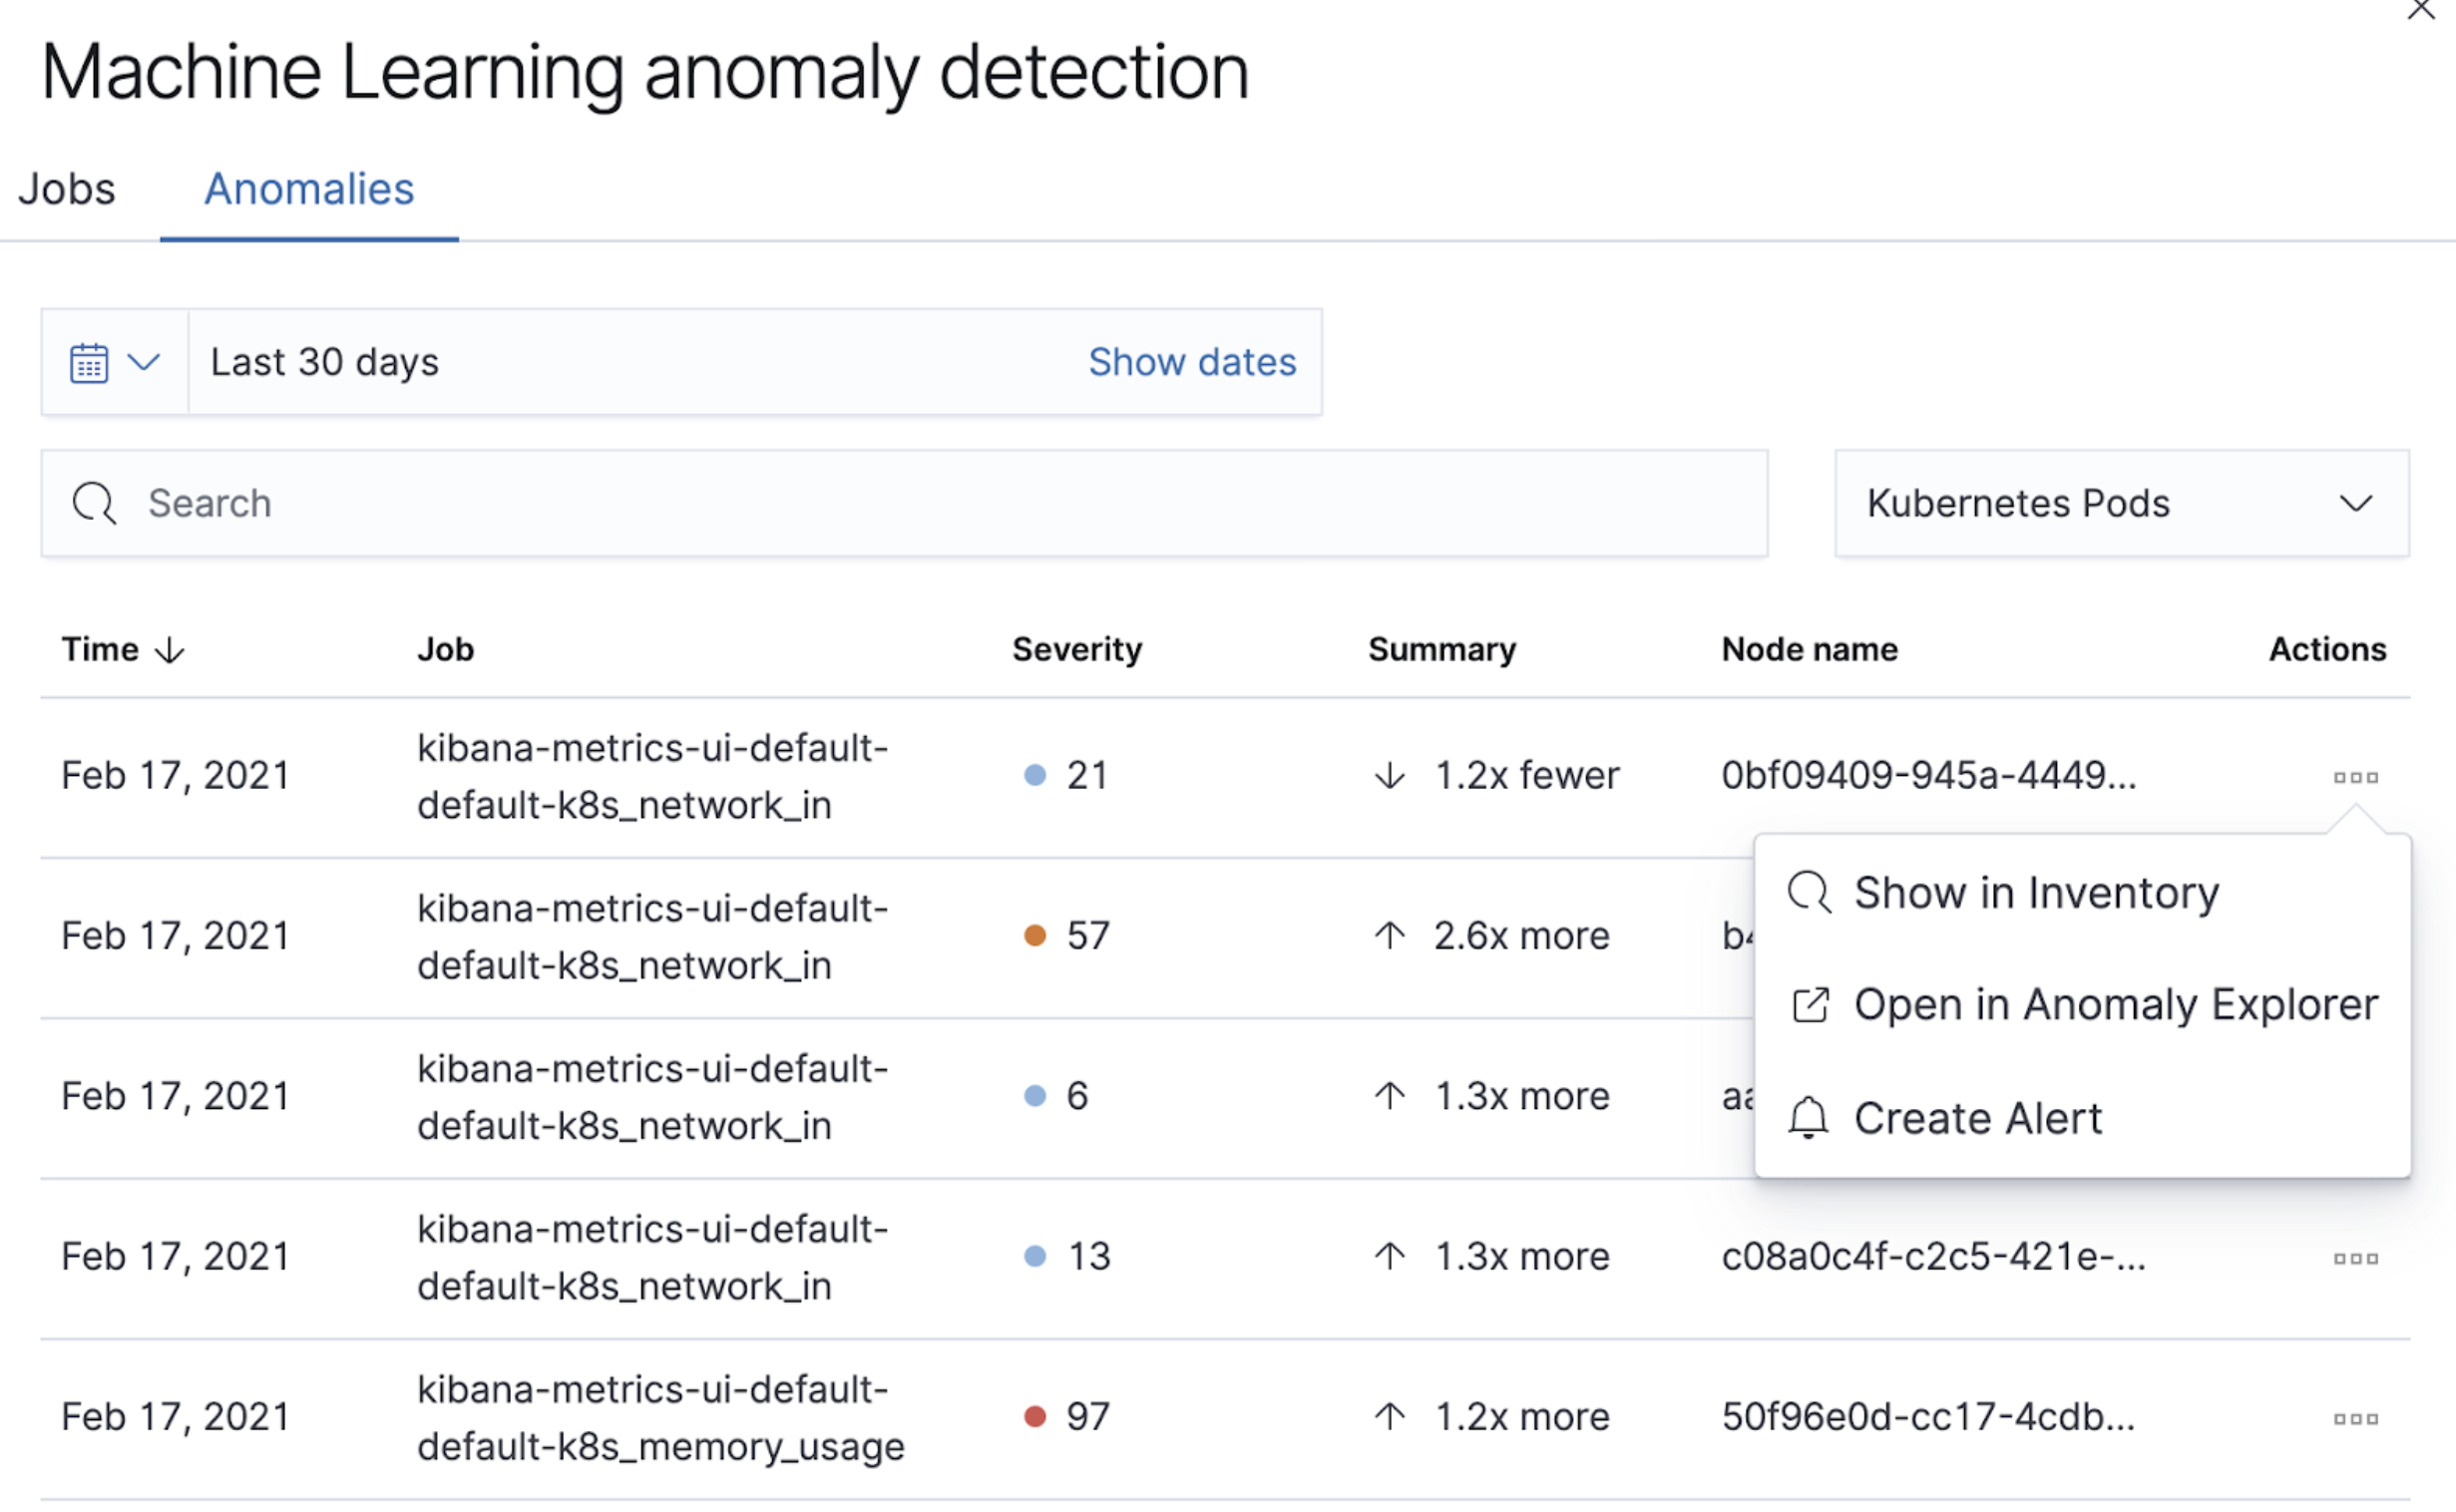 Machine Learning anomaly detection
Jobs Anomalies
Last 30 days Show dates
Search Kubernetes Pods
Time Job Severity Summary Node name Actions
Feb 17, 2021 kibana-metrics-ui-default-
default-k8s_network_in 21 1.2x fewer 0bf09409-945a-4449...
Show in Inventory
Open in Anomaly Explorer
Create Alert
Feb 17, 2021 kibana-metrics-ui-default-
default-k8s_network_in 57 2.6x more
Feb 17, 2021 kibana-metrics-ui-default-
default-k8s_network_in 6 1.3x more
Feb 17, 2021 kibana-metrics-ui-default-
default-k8s_network_in 13 1.3x more c08a0c4f-c2c5-421e-...
Feb 17, 2021 kibana-metrics-ui-default-
default-k8s_memory_usage 97 1.2x more 50f96e0d-cc17-4cdb...